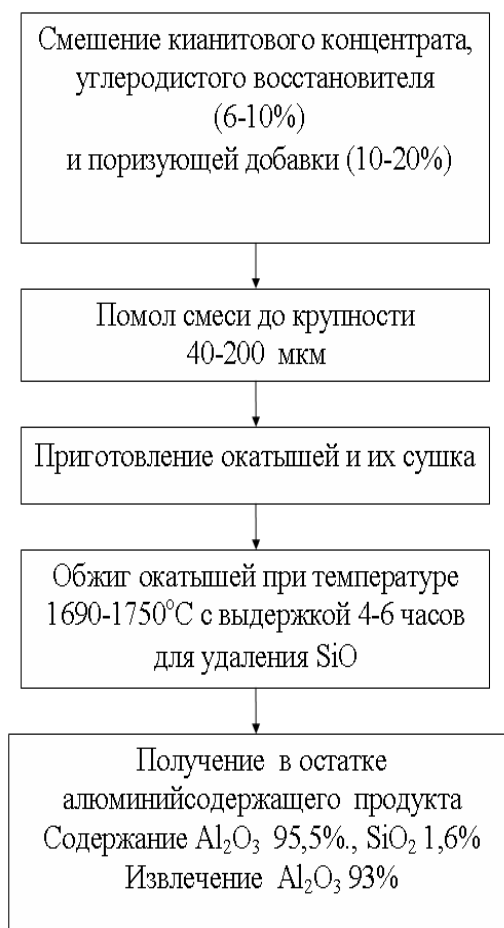 Смешение кианитового концентрата,
углеродистого восстановителя
(6-10%)
и поризующей добавки (10-20%)
Помол смеси до крупности
40-200 мкм
Приготовление окатышей и их сушка
Обжиг окатышей при температуре
1690-1750°C с выдержкой 4-6 часов
для удаления SiO
Получение в остатке
алюминийсодержащего продукта
Содержание Al₂O₃ 95,5%., SiO₂ 1,6%
Извлечение Al₂O₃ 93%